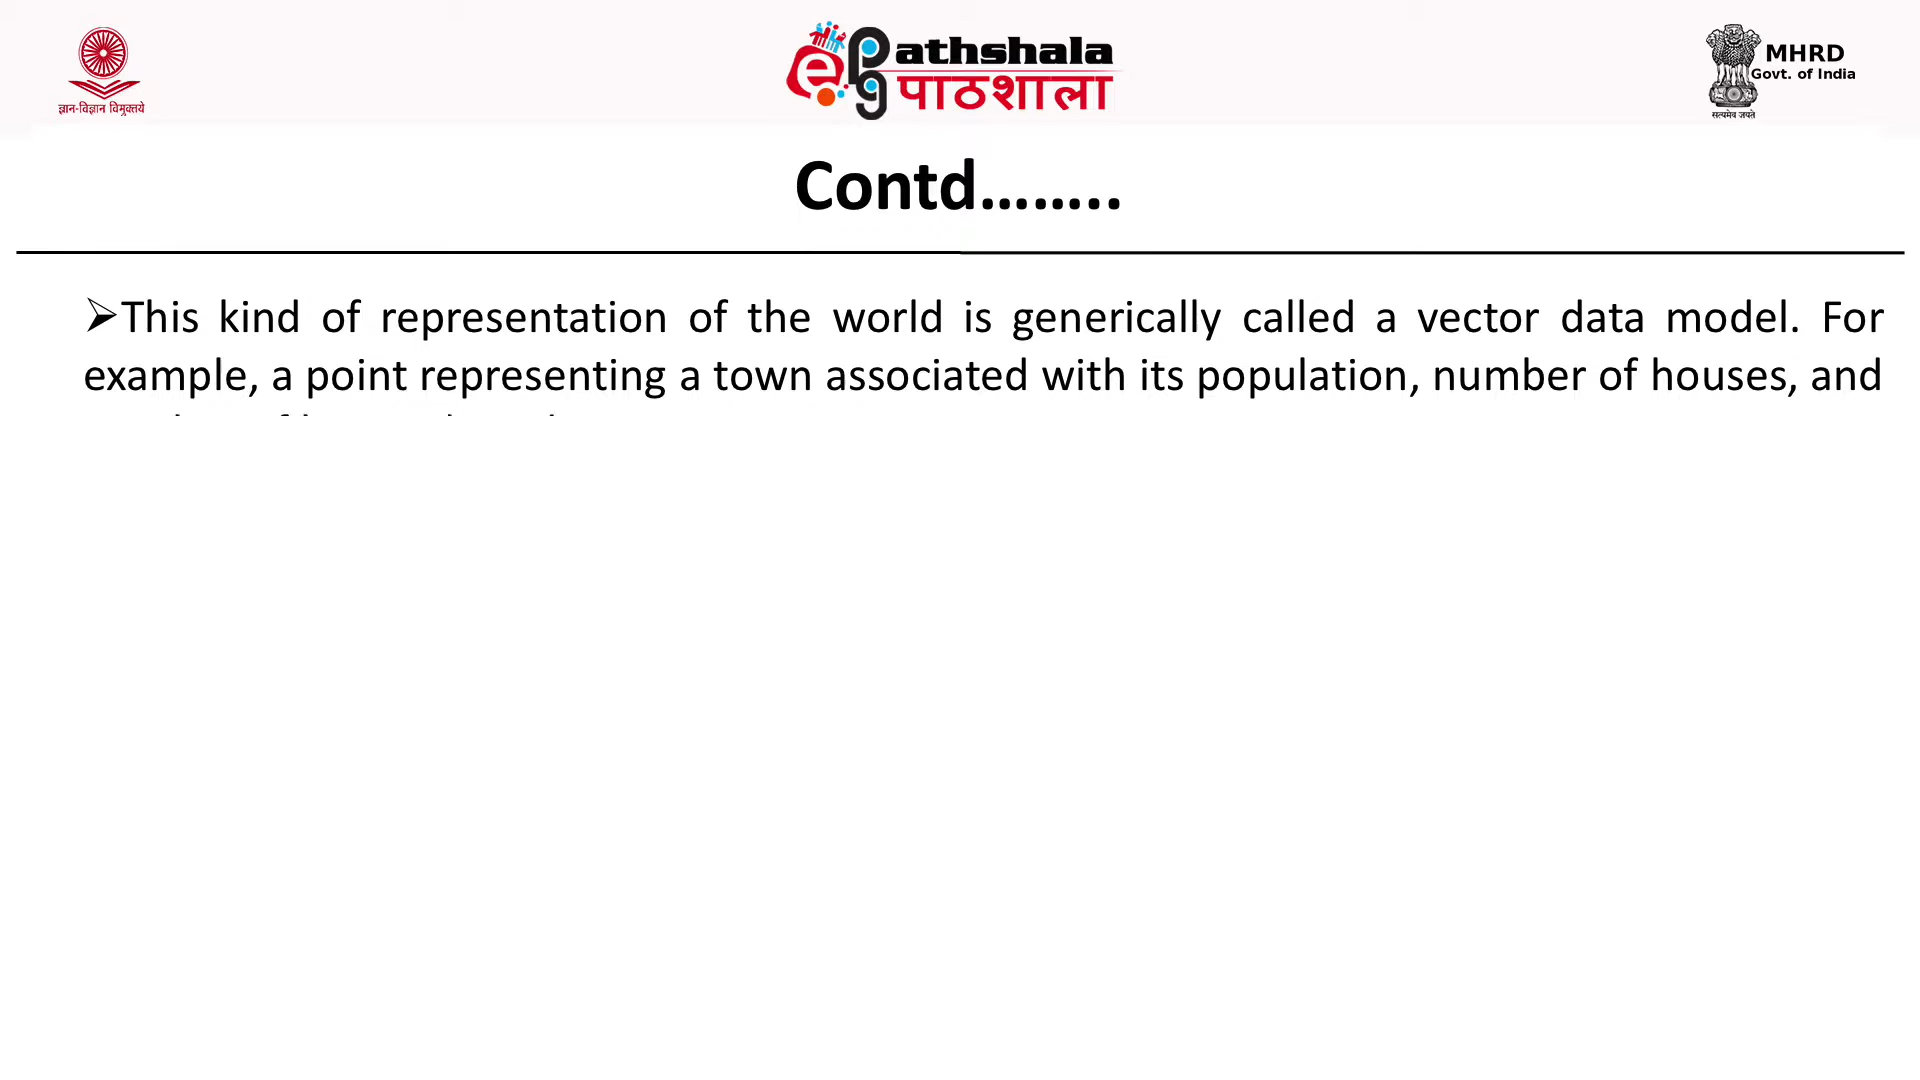 ज्ञान-विज्ञान विमुक्तये
e pg Pathshala
पाठशाला
MHRD
Govt. of India
सत्यमेव जयते
Contd……..
➢This kind of representation of the world is generically called a vector data model. For
example, a point representing a town associated with its population, number of houses, and